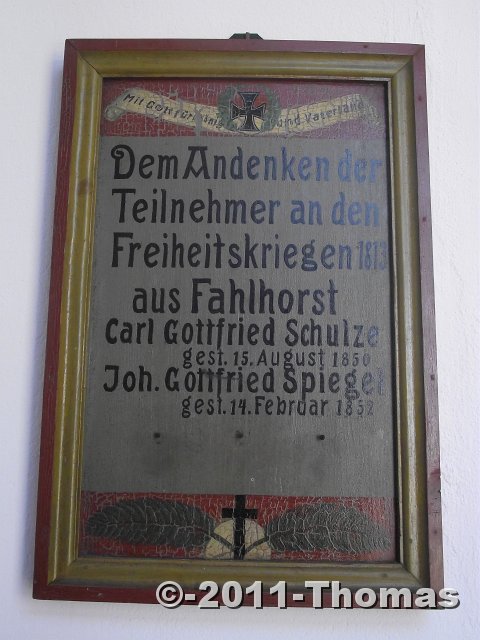 Mit Gott für König und Vaterland
Dem Andenken der
Teilnehmer an den
Freiheitskriegen 1813
aus Fahlhorst
Carl Gottfried Schulze
gest. 15. August 1850
Joh. Gottfried Spiegel
gest. 14. Februar 1852
©-2011-Thomas